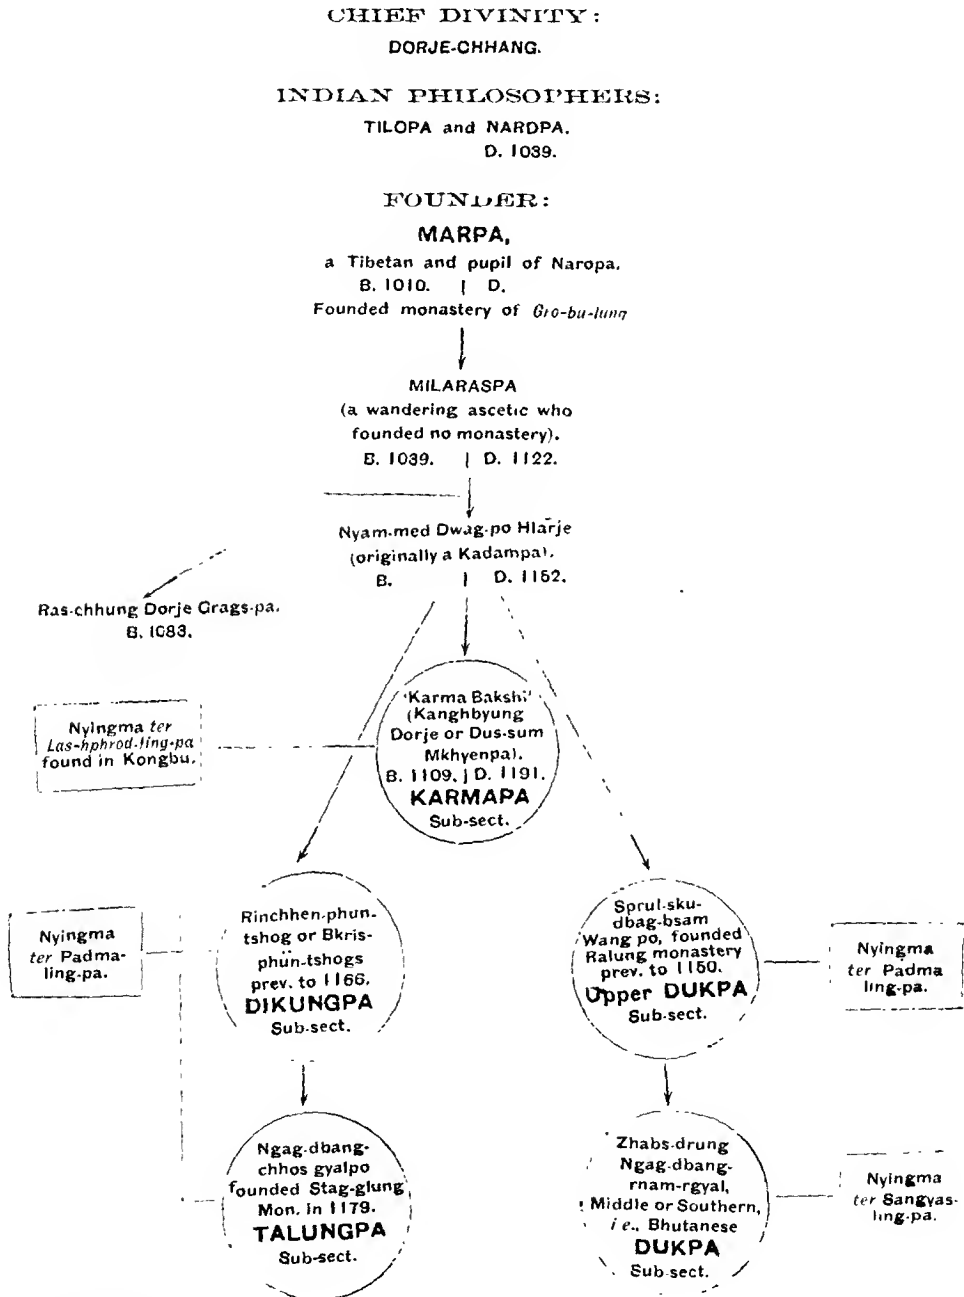 CHIEF DIVINITY:
DORJE-CHHANG.
INDIAN PHILOSOPHERS:
TILOPA and NAROPA.
D. 1039.
FOUNDER:
MARPA,
a Tibetan and pupil of Naropa.
B. 1010. | D.
Founded monastery of Gro-bu-lung
MILARASPA
(a wandering ascetic who
founded no monastery).
B. 1039. | D. 1122.
Nyam-med Dwag-po Hlarje
(originally a Kadampa).
B. | D. 1152.
Ras-chhung Dorje Grags-pa.
B. 1083.
Nyingma ter
Las-hphrod-ling-pa
found in Kongbu.
'Karma Bakshi'
(Kanghbyung
Dorje or Dus-sum
Mkhyenpa).
B. 1109. | D. 1191.
KARMAPA
Sub-sect.
Nyingma
ter Padma-
ling-pa.
Rinchhen-phun-
tshog or Bkris-
phün-tshogs
prev. to 1166.
DIKUNGPA
Sub-sect.
Sprul-sku-
dbag-bsam
Wang po, founded
Ralung monastery
prev. to 1150.
Upper DUKPA
Sub-sect.
Nyingma
ter Padma
ling-pa.
Ngag-dbang-
chhos gyalpo
founded Stag-glung
Mon. in 1179.
TALUNGPA
Sub-sect.
Zhabs-drung
Ngag-dbang-
rnam-rgyal,
Middle or Southern,
i e., Bhutanese
DUKPA
Sub-sect.
Nyingma
ter Sangyas-
ling-pa.